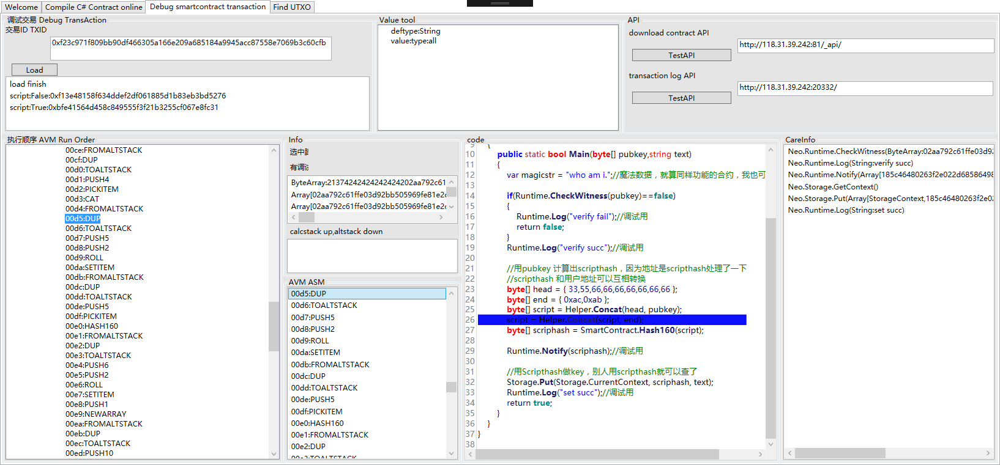 Welcome
Compile C# Contract online
Debug smartcontract transaction
Find UTXO
调试交易 Debug TransAction
交易ID TXID
0xf23c971f809bb90df466305a166e209a685184a9945acc87558e7069b3c60cfb
Load
load finish
script:False:0xf13e48158f634ddef2df061885d1b83eb3bd5276
script:True:0xbfe41564d458c849555f3f21b3255cf067e8fc31
Value tool
deftype:String
value:type:all
API
download contract API
http://118.31.39.242:81/_api/
TestAPI
transaction log API
http://118.31.39.242:20332/
TestAPI
执行顺序 AVM Run Order
00ce:FROMALTSTACK
00cf:DUP
00d0:TOALTSTACK
00d1:PUSH4
00d2:PICKITEM
00d3:CAT
00d4:FROMALTSTACK
00d5:DUP
00d6:TOALTSTACK
00d7:PUSH5
00d8:PUSH2
00d9:ROLL
00da:SETITEM
00db:FROMALTSTACK
00dc:DUP
00dd:TOALTSTACK
00de:PUSH5
00df:PICKITEM
00e0:HASH160
00e1:FROMALTSTACK
00e2:DUP
00e3:TOALTSTACK
00e4:PUSH6
00e5:PUSH2
00e6:ROLL
00e7:SETITEM
00e8:PUSH1
00e9:NEWARRAY
00ea:FROMALTSTACK
00eb:DUP
00ec:TOALTSTACK
00ed:PUSH10
Info
选中
有调
ByteArray:21374242424242424202aa792c61
Array[02aa792c61ffe03d92bb505969fe81e2
Array[02aa792c61ffe03d92bb505969fe81e2
calcstack up,altstack down
AVM ASM
00d5:DUP
00d6:TOALTSTACK
00d7:PUSH5
00d8:PUSH2
00d9:ROLL
00da:SETITEM
00db:FROMALTSTACK
00dc:DUP
00dd:TOALTSTACK
00de:PUSH5
00df:PICKITEM
00e0:HASH160
00e1:FROMALTSTACK
00e2:DUP
00e3:TOALTSTACK
code
9 {
10 public static bool Main(byte[] pubkey,string text)
11 {
12 var magicstr = "who am i.";//魔法数据，就算同样功能的合约，我也可
13
14 if(Runtime.CheckWitness(pubkey)==false)
15 {
16 Runtime.Log("verify fail");//调试用
17 return false;
18 }
19 Runtime.Log("verify succ");//调试用
20
21 //用pubkey 计算出scripthash，因为地址是scripthash处理了一下
22 //scripthash 和用户地址可以互相转换
23 byte[] head = { 33,55,66,66,66,66,66,66,66 };
24 byte[] end = { 0xac,0xab };
25 byte[] script = Helper.Concat(head, pubkey);
26 script = Helper.Concat(script, end);
27 byte[] scriphash = SmartContract.Hash160(script);
28
29 Runtime.Notify(scriphash);//调试用
30
31 //用Scripthash做key，别人用scripthash就可以查了
32 Storage.Put(Storage.CurrentContext, scriphash, text);
33 Runtime.Log("set succ");//调试用
34 return true;
35 }
36 }
37 }
38
CareInfo
Neo.Runtime.CheckWitness(ByteArray:02aa792c61ffe03d92
Neo.Runtime.Log(String:verify succ)
Neo.Runtime.Notify(Array[185c46480263f2e022d68586498
Neo.Storage.GetContext()
Neo.Storage.Put(Array[StorageContext,185c46480263f2e02
Neo.Runtime.Log(String:set succ)